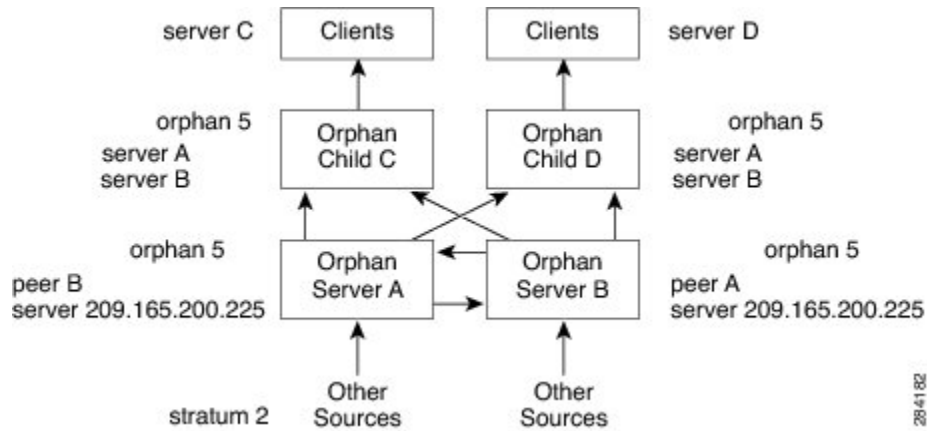 server C
Clients
Clients
server D
orphan 5
server A
server B
Orphan
Child C
Orphan
Child D
orphan 5
server A
server B
orphan 5
peer B
server 209.165.200.225
Orphan
Server A
Orphan
Server B
orphan 5
peer A
server 209.165.200.225
stratum 2
Other
Sources
Other
Sources
284182